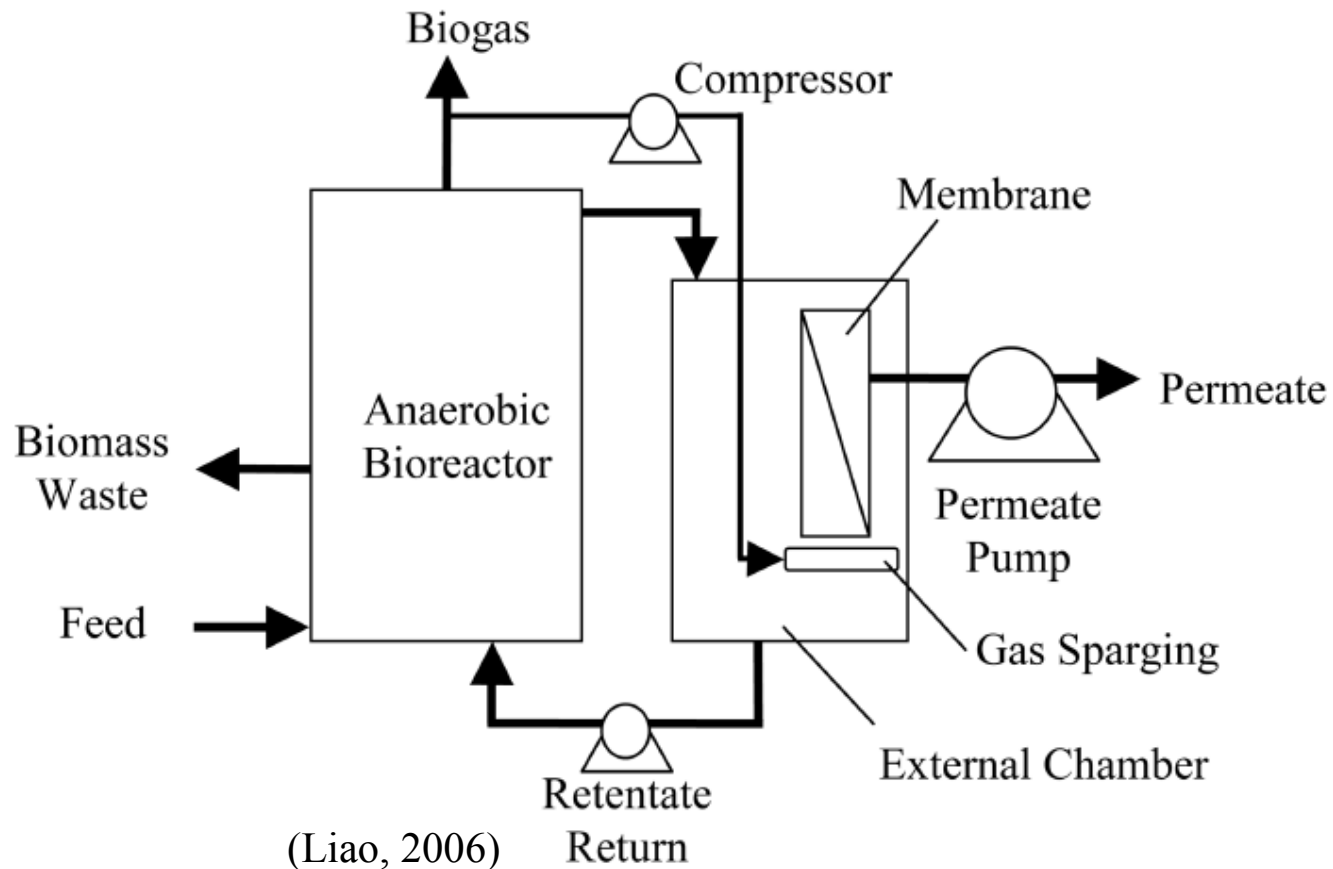 Biogas
Compressor
Membrane
Anaerobic
Bioreactor
Permeate
Biomass
Waste
Permeate
Pump
Feed
Gas Sparging
External Chamber
Retentate
Return
(Liao, 2006)